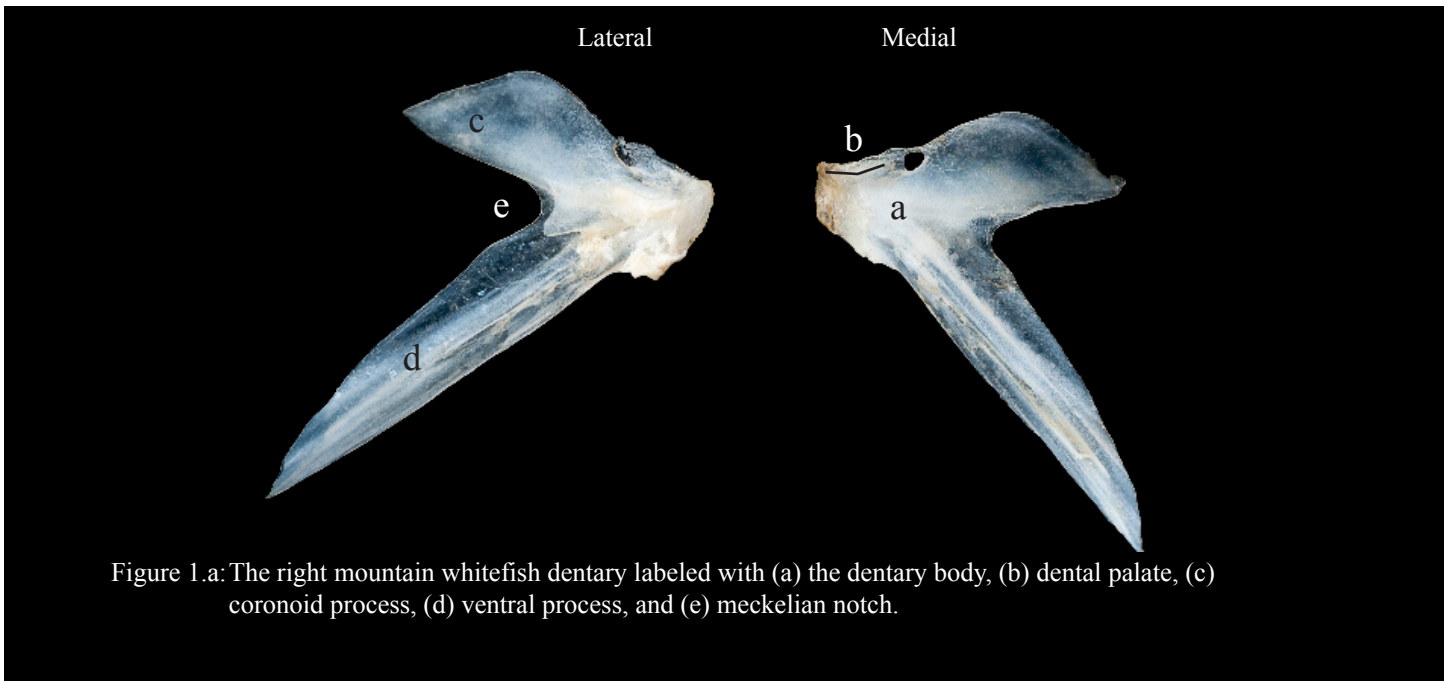 Lateral
Medial
c
b
e
a
d
Figure 1.a: The right mountain whitefish dentary labeled with (a) the dentary body, (b) dental palate, (c)
coronoid process, (d) ventral process, and (e) meckelian notch.